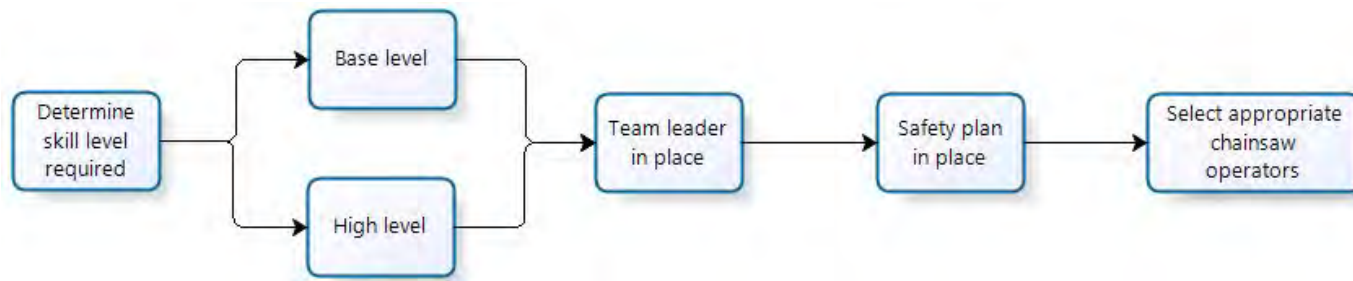 Determine
skill level
required
Base level
High level
Team leader
in place
Safety plan
in place
Select appropriate
chainsaw
operators